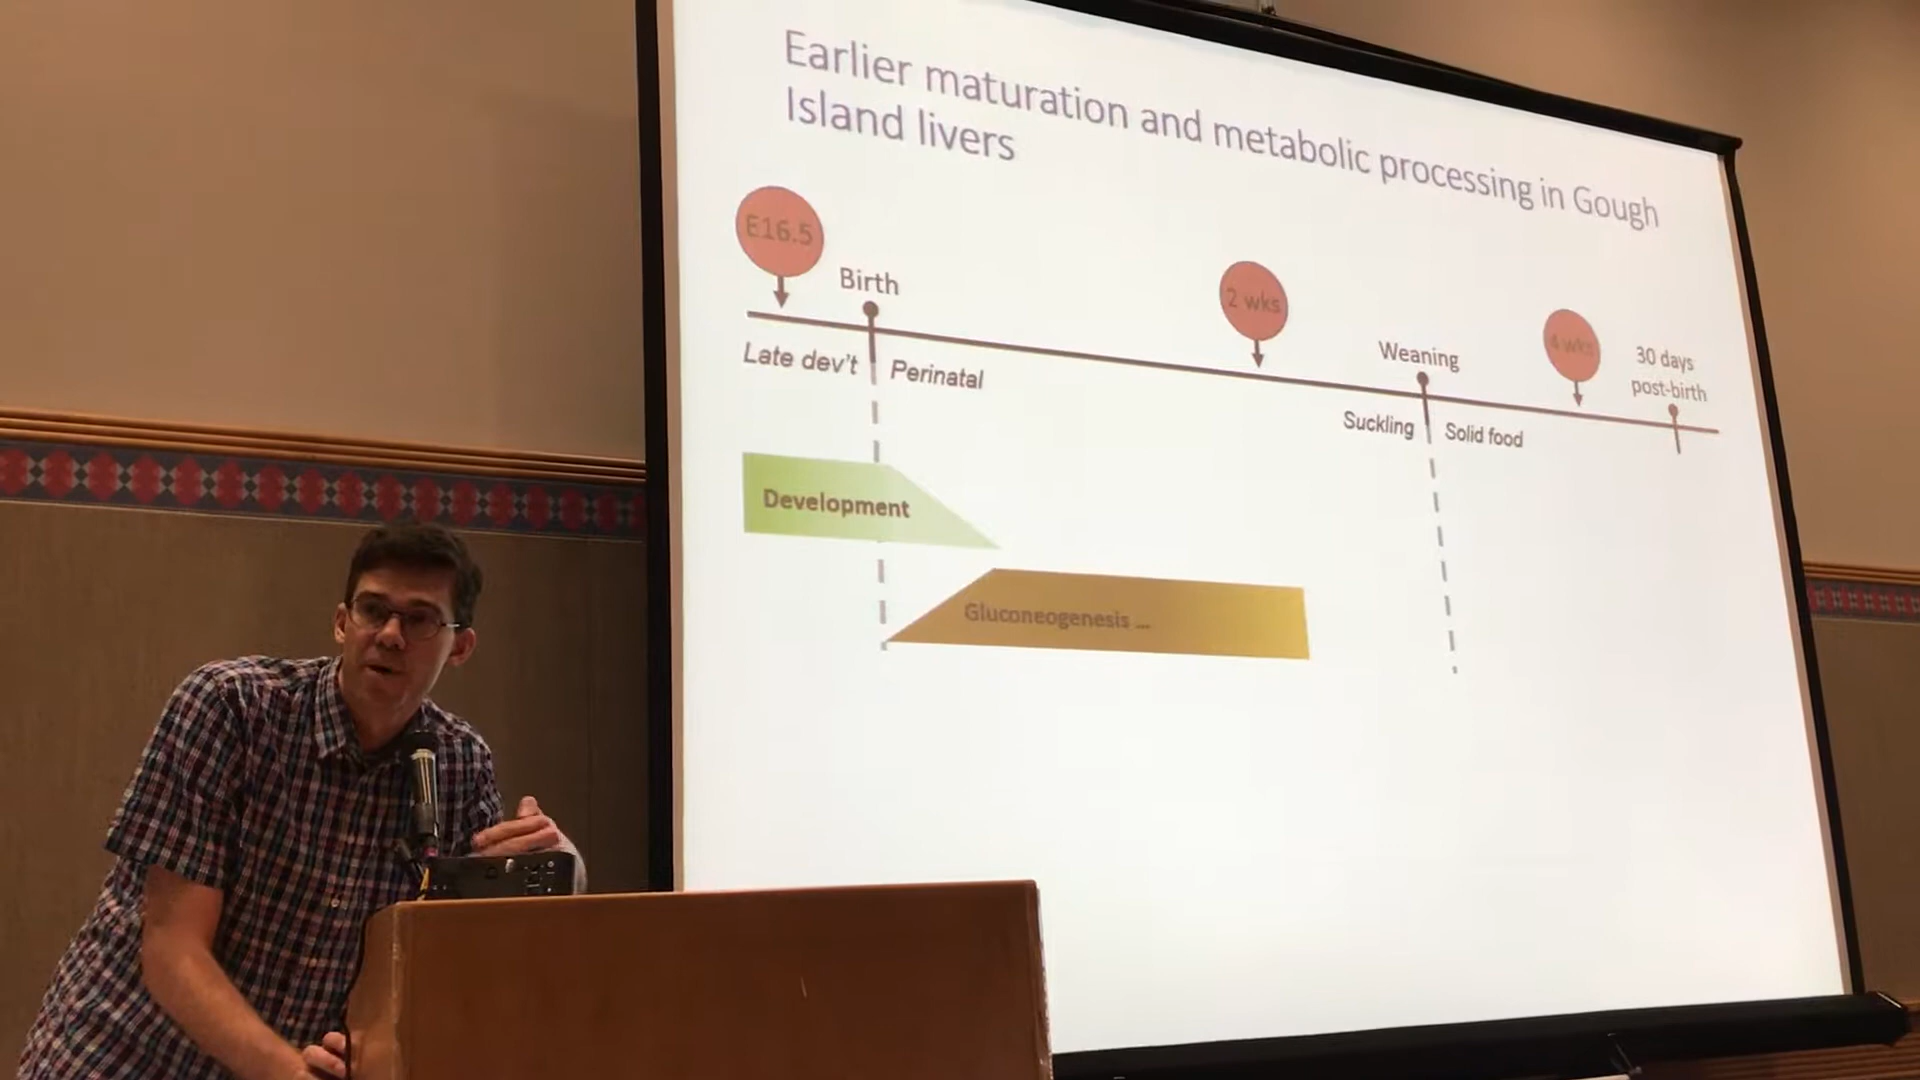 Earlier maturation and metabolic processing in Gough
Island livers
E16.5
Birth
2 wks
Weaning
4 wks
30 days
post-birth
Late dev't
Perinatal
Suckling
Solid food
Development
Gluconeogenesis ...